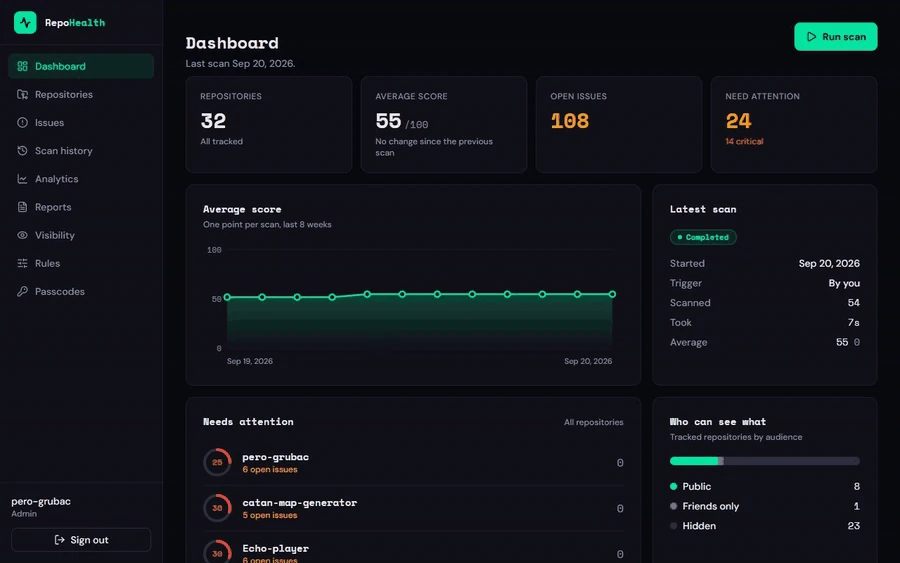 RepoHealth
Dashboard
Repositories
Issues
Scan history
Analytics
Reports
Visibility
Rules
Passcodes
pero-grubac
Admin
Sign out
Dashboard
Last scan Sep 20, 2026.
Run scan
REPOSITORIES
32
All tracked
AVERAGE SCORE
55 /100
No change since the previous
scan
OPEN ISSUES
108
NEED ATTENTION
24
14 critical
Average score
One point per scan, last 8 weeks
100
50
0
Sep 19, 2026
Sep 20, 2026
Latest scan
Completed
Started Sep 20, 2026
Trigger By you
Scanned 54
Took 7s
Average 55 0
Needs attention
All repositories
25
pero-grubac
6 open issues
0
30
catan-map-generator
5 open issues
0
30
Echo-player
6 open issues
0
Who can see what
Tracked repositories by audience
Public 8
Friends only 1
Hidden 23